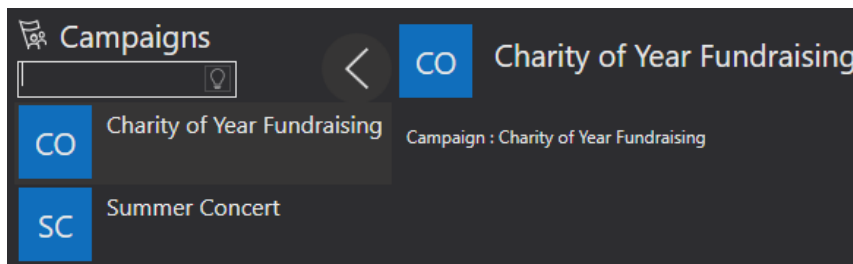 Campaigns
CO
Charity of Year Fundraising
SC
Summer Concert
CO
Charity of Year Fundraising
Campaign : Charity of Year Fundraising